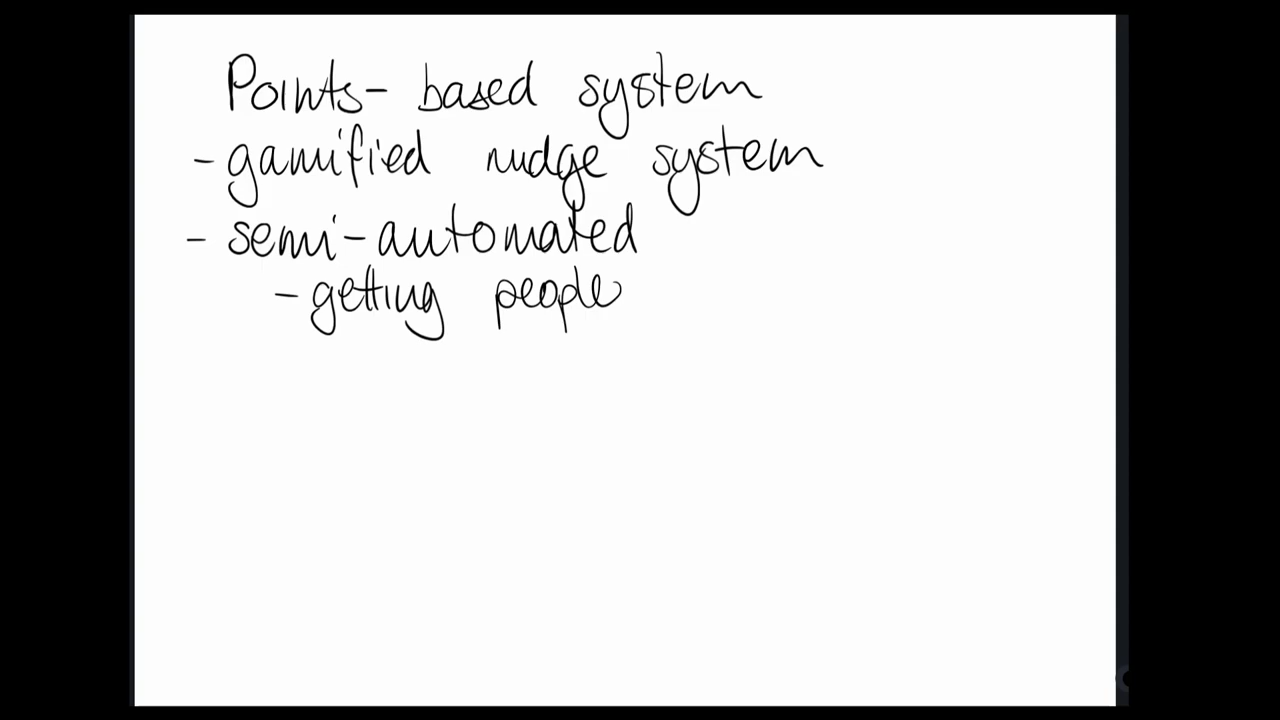 Points- based system
- gamified nudge system
- semi-automated
- getting people